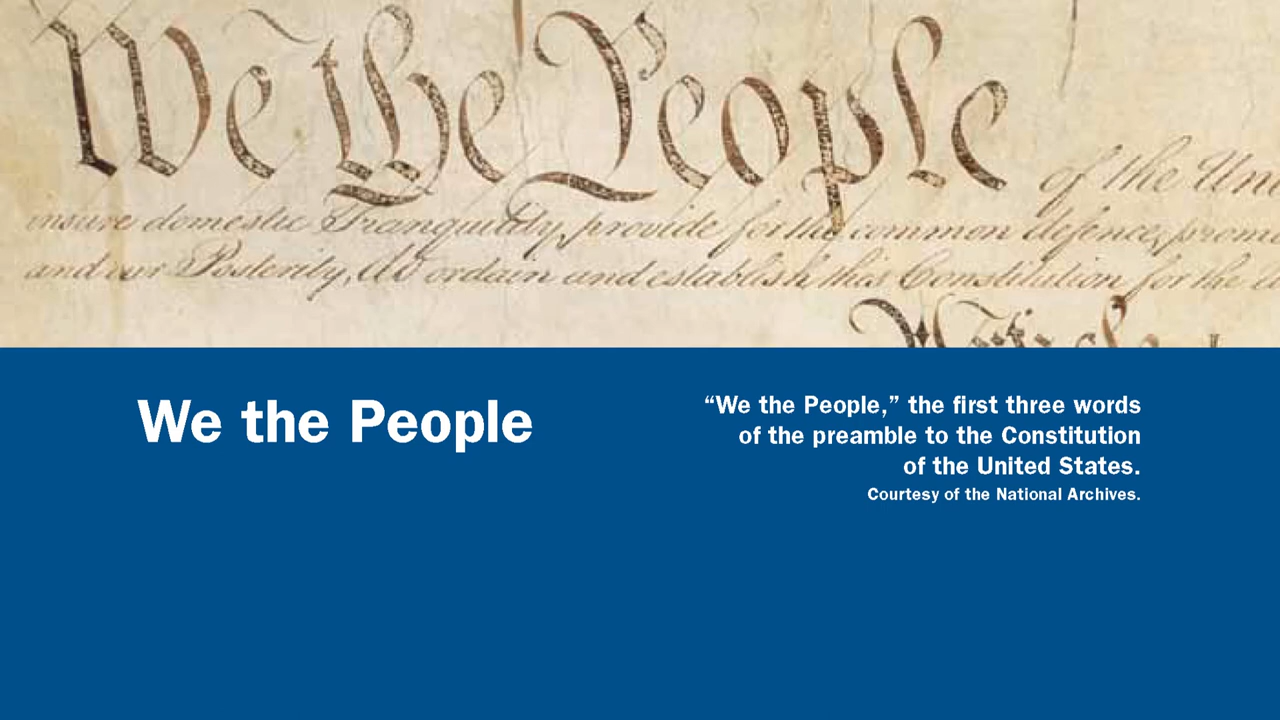 We the People of the Un
insure domestic Tranquility, provide for the common defence, promo
and our Posterity, do ordain and establish this Constitution for the U
We the People
“We the People,” the first three words
of the preamble to the Constitution
of the United States.
Courtesy of the National Archives.